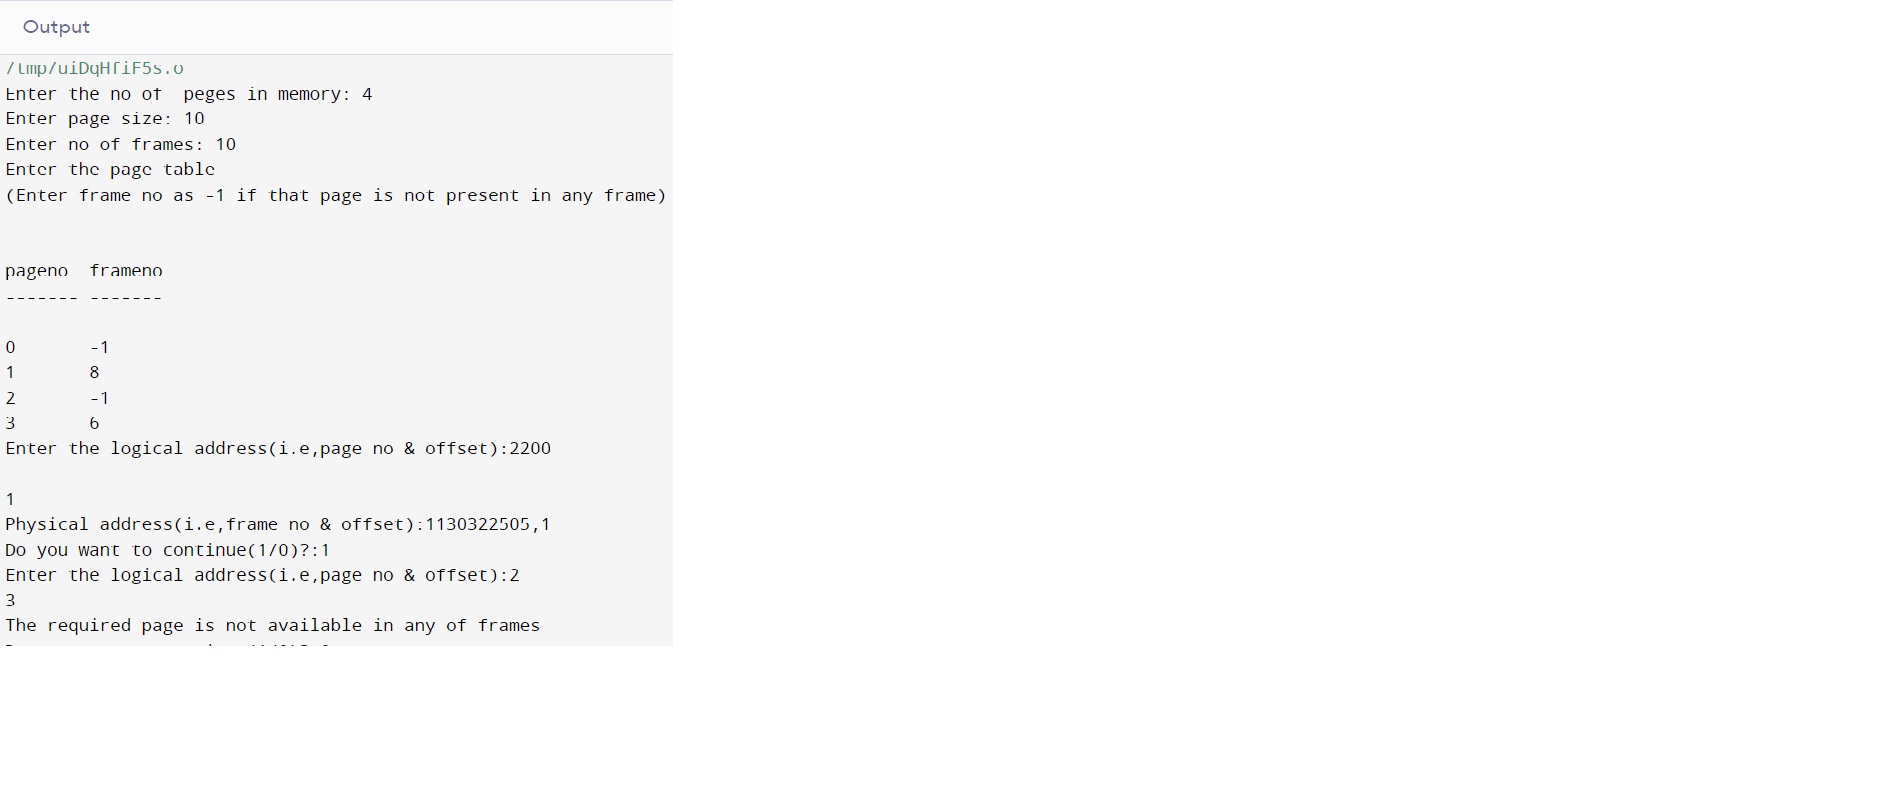 Output
/tmp/uiDqHfiF5s.o
Enter the no of  peges in memory: 4
Enter page size: 10
Enter no of frames: 10
Enter the page table
(Enter frame no as -1 if that page is not present in any frame)
pageno  frameno
------- -------
0       -1
1       8
2       -1
3       6
Enter the logical address(i.e,page no & offset):2200
1
Physical address(i.e,frame no & offset):1130322505,1
Do you want to continue(1/0)?:1
Enter the logical address(i.e,page no & offset):2
3
The required page is not available in any of frames